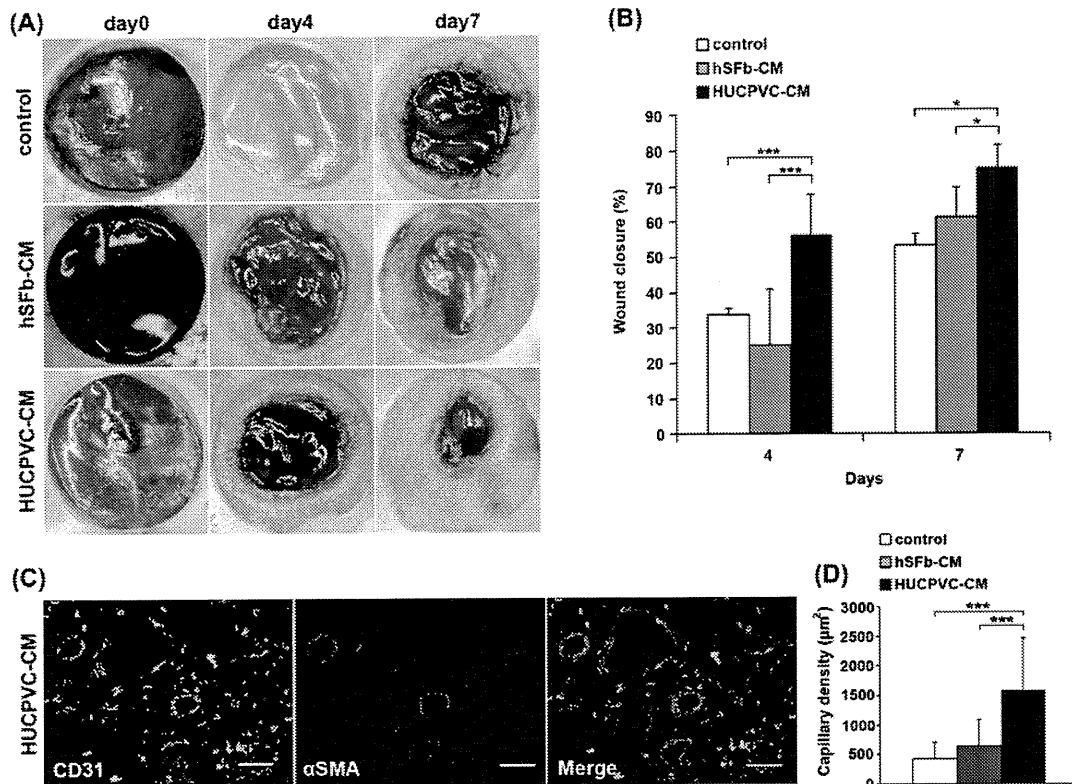 (A)
day0 day4 day7
control
hSFb-CM
HUCPVC-CM
(B)
control
hSFb-CM
HUCPVC-CM
*
*
***
***
90
80
70
60
50
40
30
20
10
0
Wound closure (%)
4 7
Days
(C)
HUCPVC-CM
CD31 αSMA Merge
(D)
control
hSFb-CM
HUCPVC-CM
***
***
3000
2500
2000
1500
1000
500
0
Capillary density (µm²)